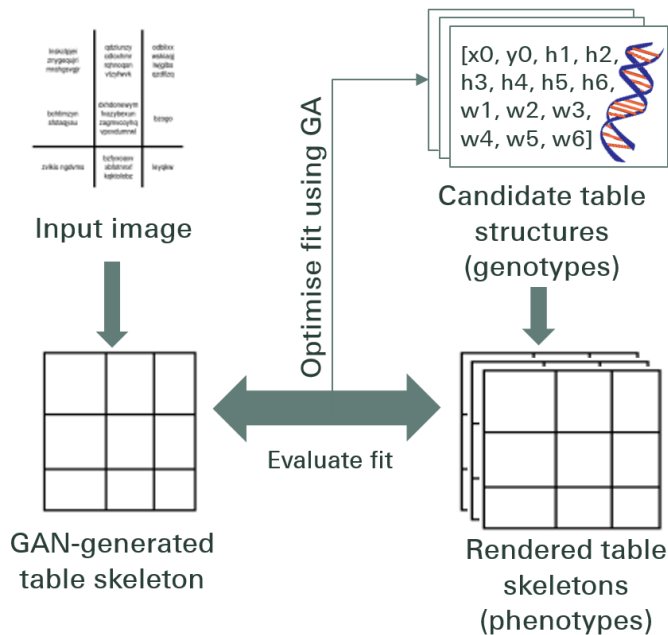 [x0, y0, h1, h2,
h3, h4, h5, h6,
w1, w2, w3,
w4, w5, w6]
Input image
Optimise fit using GA
Candidate table
structures
(genotypes)
Evaluate fit
GAN-generated
table skeleton
Rendered table
skeletons
(phenotypes)